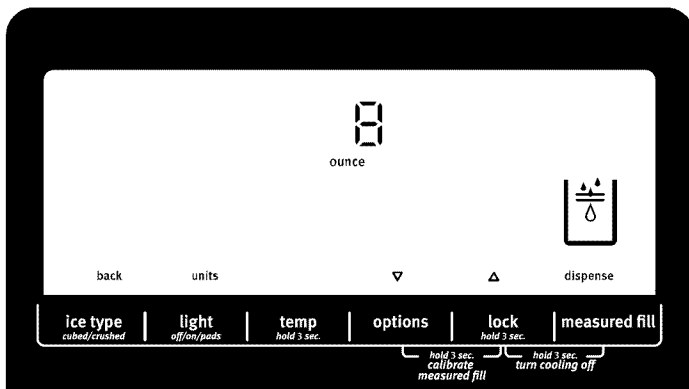 8
ounce
back units ▽ △ dispense
ice type light temp options lock measured fill
cubed/crushed off/on/pads hold 3 sec. hold 3 sec.
hold 3 sec. hold 3 sec.
calibrate turn cooling off
measured fill